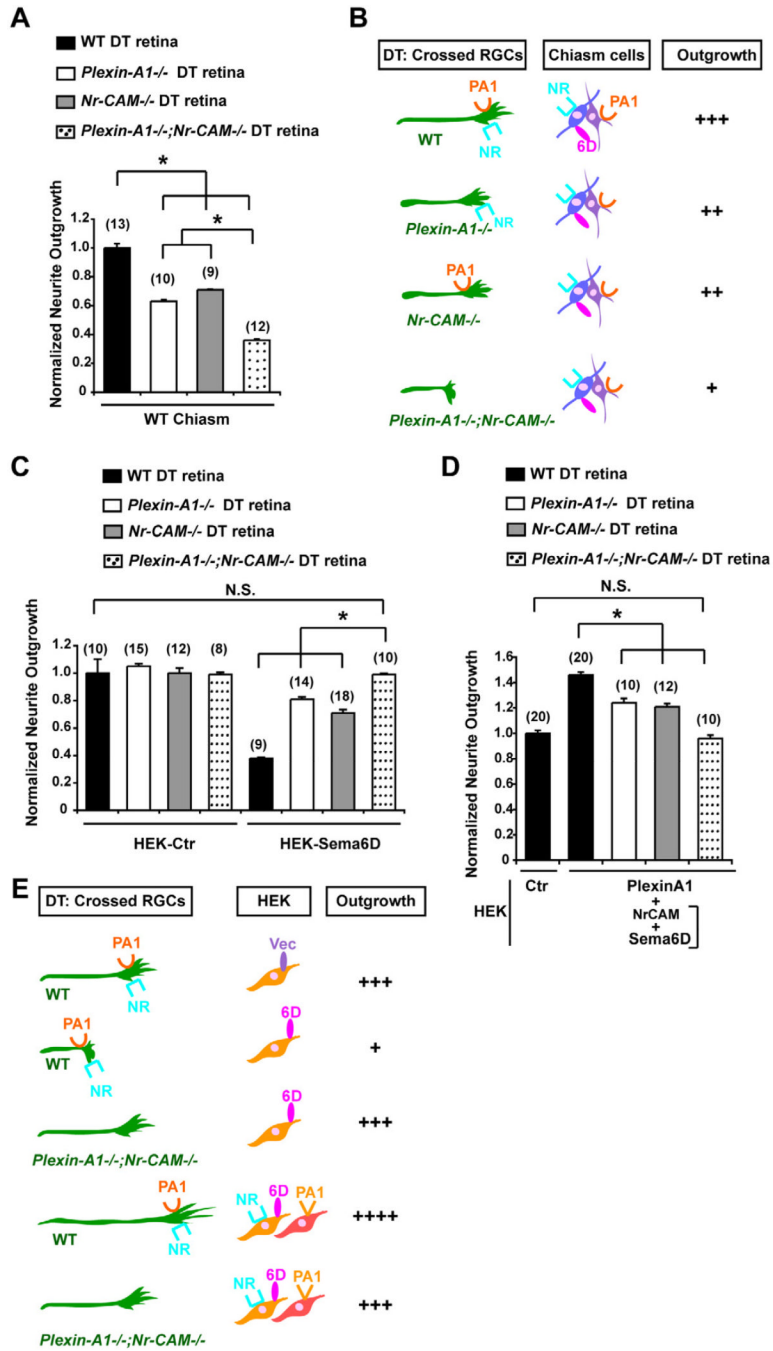 A
WT DT retina
Plexin-A1-/- DT retina
Nr-CAM-/- DT retina
Plexin-A1-/-;Nr-CAM-/- DT retina
*
*
Normalized Neurite Outgrowth
1.2
1.0
0.8
0.6
0.4
0.2
0
(13)
(10)
(9)
(12)
WT Chiasm
B
DT: Crossed RGCs
Chiasm cells
Outgrowth
PA1
WT
NR
NR
PA1
6D
+++
Plexin-A1-/-
NR
++
PA1
Nr-CAM-/-
++
Plexin-A1-/-;Nr-CAM-/-
+
C
WT DT retina
Plexin-A1-/- DT retina
Nr-CAM-/- DT retina
Plexin-A1-/-;Nr-CAM-/- DT retina
N.S.
*
Normalized Neurite Outgrowth
1.2
1.0
0.8
0.6
0.4
0.2
0
(10)
(15)
(12)
(8)
(9)
(14)
(18)
(10)
HEK-Ctr
HEK-Sema6D
D
WT DT retina
Plexin-A1-/- DT retina
Nr-CAM-/- DT retina
Plexin-A1-/-;Nr-CAM-/- DT retina
N.S.
*
Normalized Neurite Outgrowth
1.6
1.4
1.2
1.0
0.8
0.6
0.4
1.2
0
(20)
(20)
(10)
(12)
(10)
HEK
Ctr
PlexinA1
+
NrCAM
+
Sema6D
E
DT: Crossed RGCs
HEK
Outgrowth
PA1
WT
NR
Vec
+++
PA1
WT
NR
6D
+
Plexin-A1-/-;Nr-CAM-/-
6D
+++
PA1
WT
NR
NR
6D
PA1
++++
Plexin-A1-/-;Nr-CAM-/-
NR
6D
PA1
+++